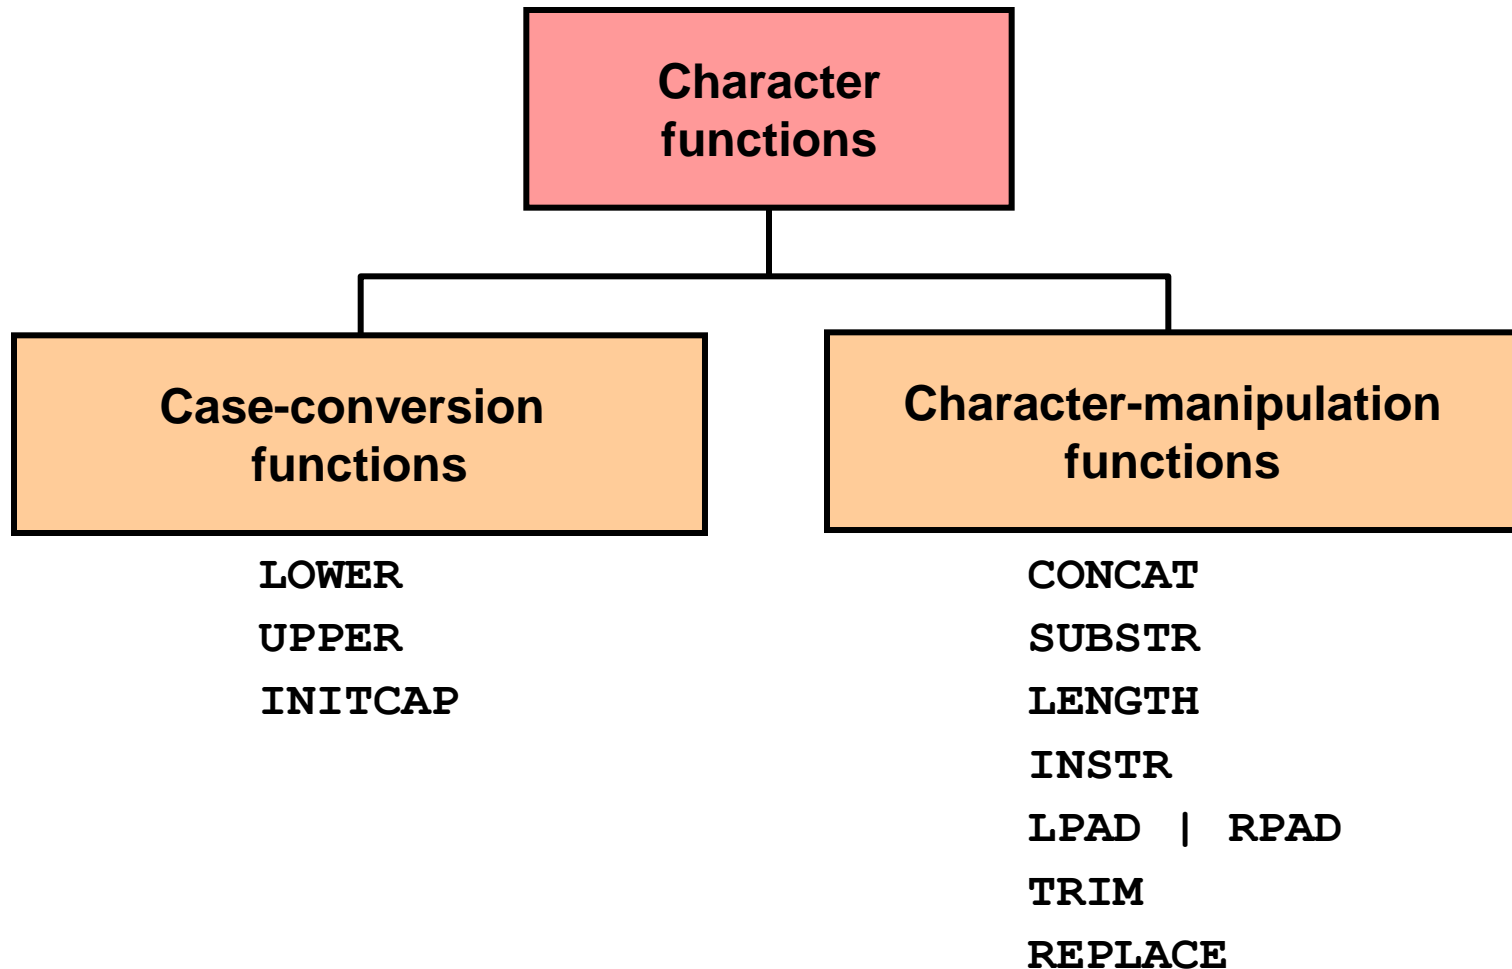 Character
functions
Case-conversion
functions
Character-manipulation
functions
LOWER
UPPER
INITCAP
CONCAT
SUBSTR
LENGTH
INSTR
LPAD | RPAD
TRIM
REPLACE